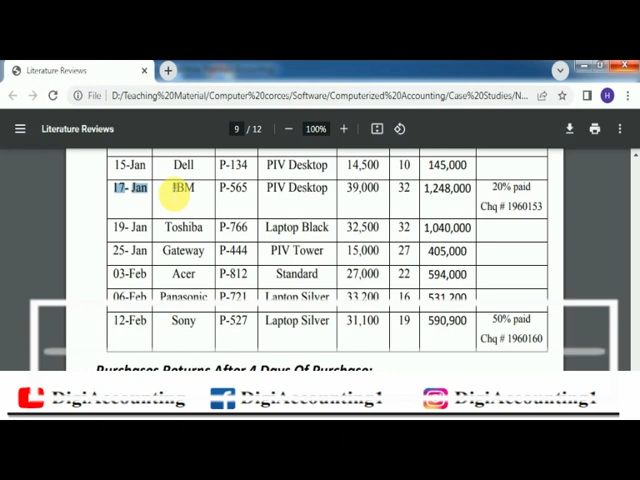 Literature Reviews
File D:/Teaching%20Material/Computer%20corces/Software/Computerized%20Accounting/Case%20Studies/N...
H
Literature Reviews 9 / 12 100%
15-Jan Dell P-134 PIV Desktop 14,500 10 145,000
17- Jan IBM P-565 PIV Desktop 39,000 32 1,248,000 20% paid
Chq # 1960153
19- Jan Toshiba P-766 Laptop Black 32,500 32 1,040,000
25- Jan Gateway P-444 PIV Tower 15,000 27 405,000
03-Feb Acer P-812 Standard 27,000 22 594,000
06-Feb Panasonic P-721 Laptop Silver 33,200 16 531,200
12-Feb Sony P-527 Laptop Silver 31,100 19 590,900 50% paid
Chq # 1960160
Purchases Returns After 4 Days Of Purchase:
DigiAccounting DigiAccounting1 DigiAccounting1